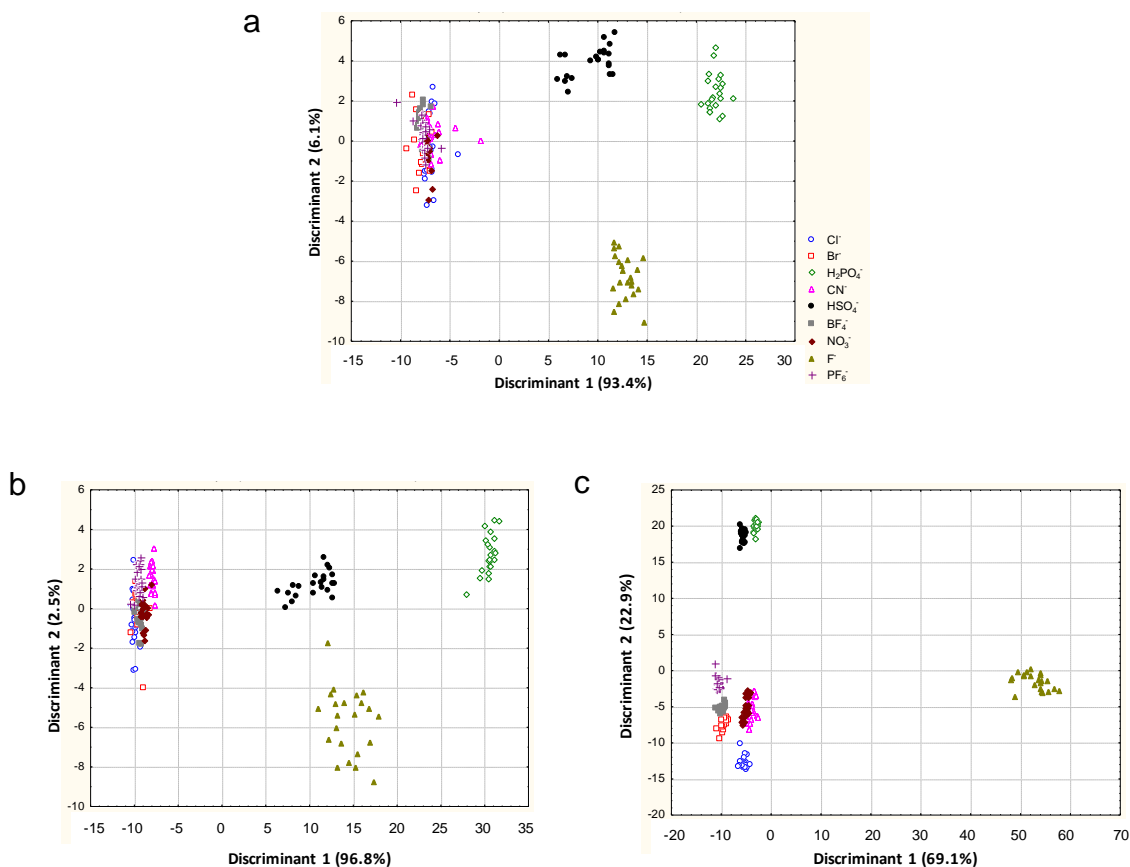 a
6
4
2
0
-2
-4
-6
-8
-10
Discriminant 2 (6.1%)
-15 -10 -5 0 5 10 15 20 25 30
Discriminant 1 (93.4%)
Cl⁻
Br⁻
H₂PO₄⁻
CN⁻
HSO₄⁻
BF₄⁻
NO₃⁻
F⁻
PF₆⁻
b
6
4
2
0
-2
-4
-6
-8
-10
Discriminant 2 (2.5%)
-15 -10 -5 0 5 10 15 20 25 30 35
Discriminant 1 (96.8%)
c
25
20
15
10
5
0
-5
-10
-15
-20
Discriminant 2 (22.9%)
-20 -10 0 10 20 30 40 50 60 70
Discriminant 1 (69.1%)